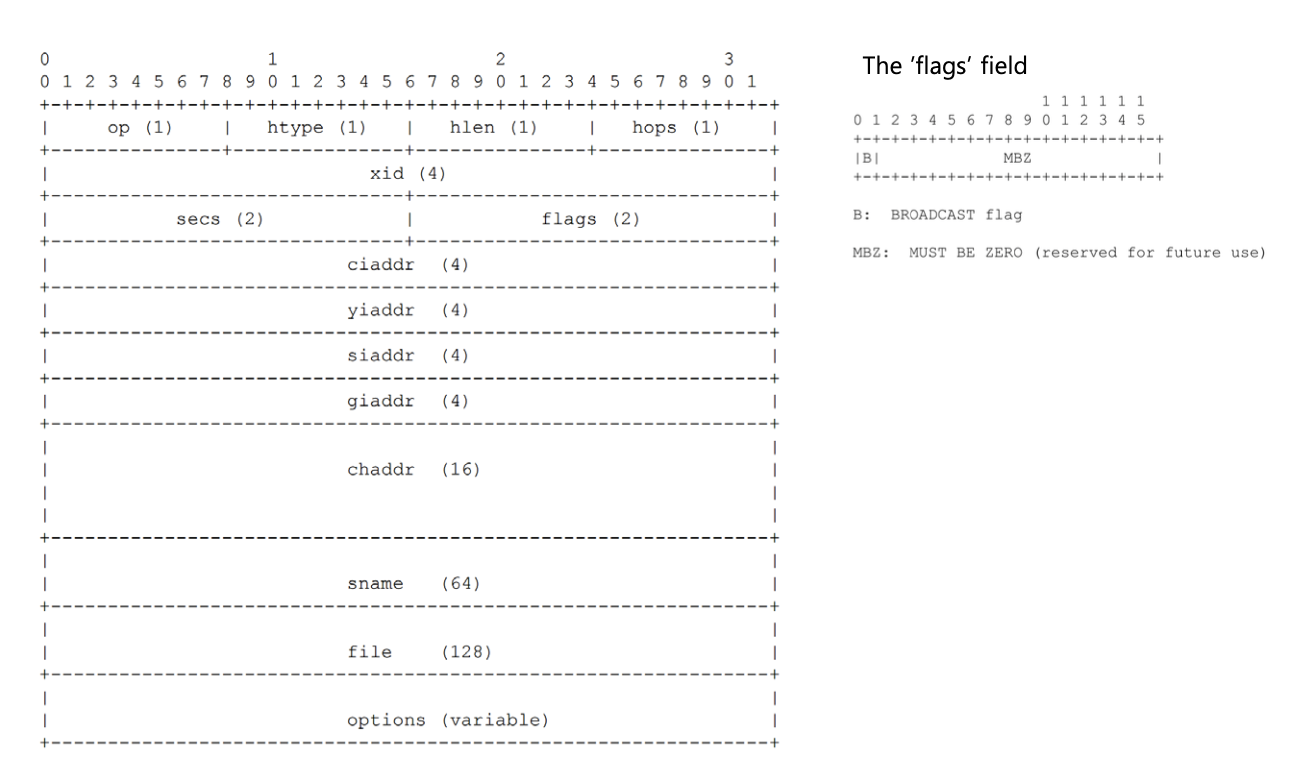 0                   1                   2                   3
0 1 2 3 4 5 6 7 8 9 0 1 2 3 4 5 6 7 8 9 0 1 2 3 4 5 6 7 8 9 0 1
+-+-+-+-+-+-+-+-+-+-+-+-+-+-+-+-+-+-+-+-+-+-+-+-+-+-+-+-+-+-+-+-+
|     op (1)    |   htype (1)   |   hlen (1)    |   hops (1)    |
+---------------+---------------+---------------+---------------+
|                            xid (4)                            |
+-------------------------------+-------------------------------+
|           secs (2)            |           flags (2)           |
+-------------------------------+-------------------------------+
|                          ciaddr  (4)                          |
+---------------------------------------------------------------+
|                          yiaddr  (4)                          |
+---------------------------------------------------------------+
|                          siaddr  (4)                          |
+---------------------------------------------------------------+
|                          giaddr  (4)                          |
+---------------------------------------------------------------+
|                                                               |
|                          chaddr  (16)                         |
|                                                               |
|                                                               |
+---------------------------------------------------------------+
|                                                               |
|                          sname   (64)                         |
+---------------------------------------------------------------+
|                                                               |
|                          file    (128)                        |
+---------------------------------------------------------------+
|                                                               |
|                          options (variable)                   |
+---------------------------------------------------------------+
The 'flags' field
                    1 1 1 1 1 1
0 1 2 3 4 5 6 7 8 9 0 1 2 3 4 5
+-+-+-+-+-+-+-+-+-+-+-+-+-+-+-+-+
|B|             MBZ             |
+-+-+-+-+-+-+-+-+-+-+-+-+-+-+-+-+
B:  BROADCAST flag
MBZ:  MUST BE ZERO (reserved for future use)